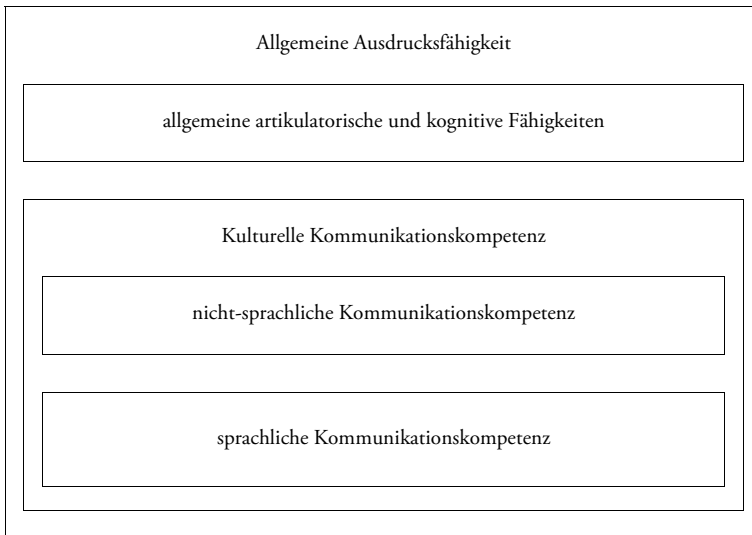 Allgemeine Ausdrucksfähigkeit
allgemeine artikulatorische und kognitive Fähigkeiten
Kulturelle Kommunikationskompetenz
nicht-sprachliche Kommunikationskompetenz
sprachliche Kommunikationskompetenz